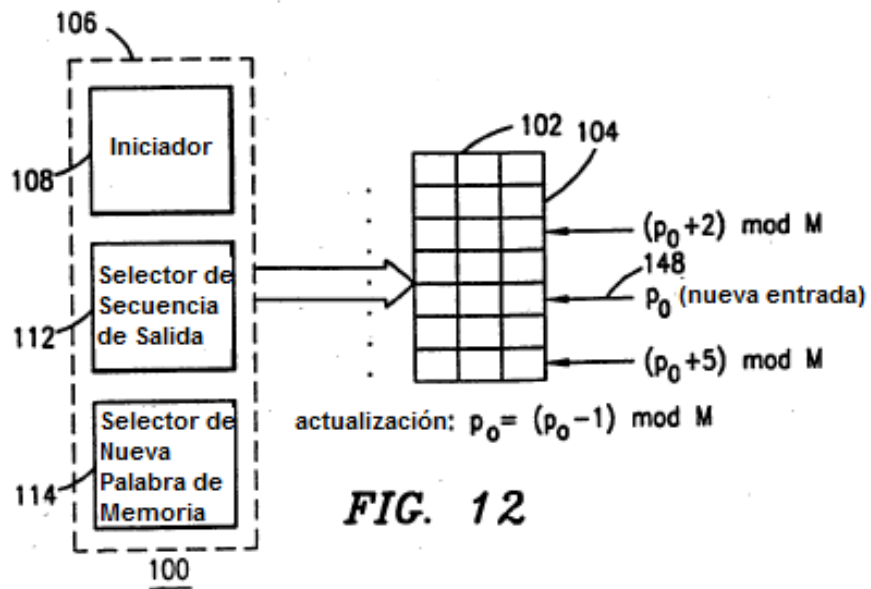 106
Iniciador
108
Selector de
Secuencia
de Salida
112
Selector de
Nueva
Palabra de
Memoria
114
100
102
104
(p₀+2) mod M
148
p₀ (nueva entrada)
(p₀+5) mod M
actualización: p₀= (p₀-1) mod M
FIG. 12